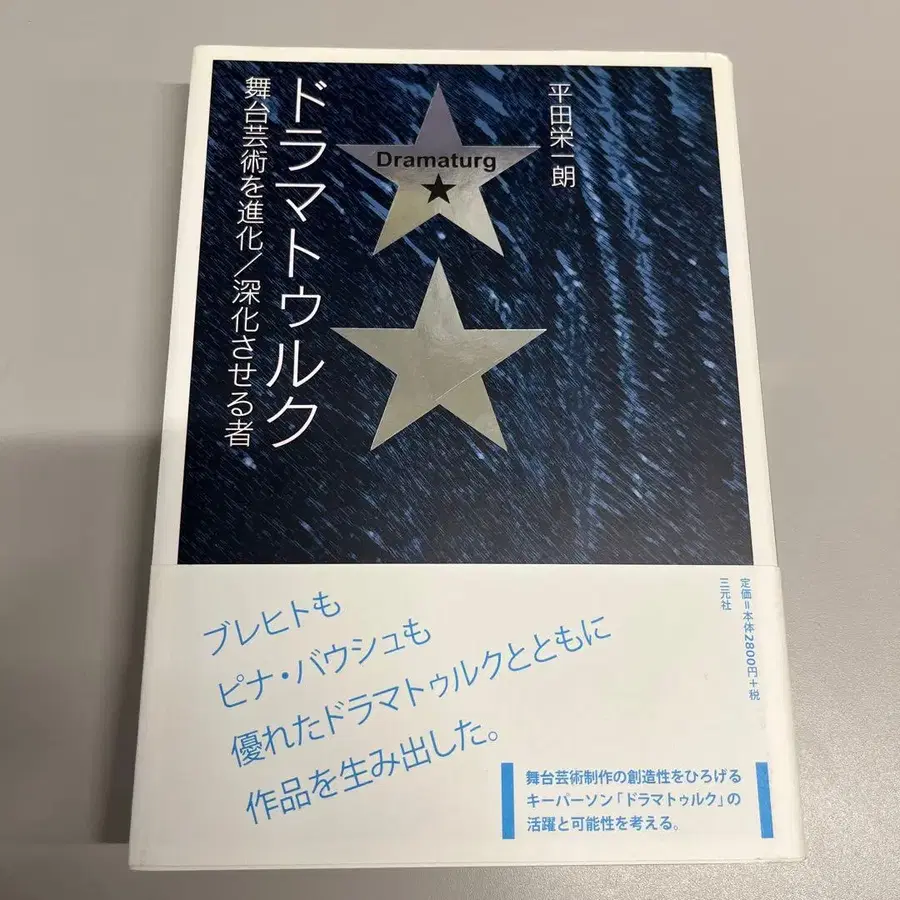 平田栄一朗
Dramaturg
★
ドラマトゥルク
舞台芸術を進化/深化させる者
ブレヒトも
ピナ・バウシュも
優れたドラマトゥルクとともに
作品を生み出した。
定価=本体2800円+税
三元社
舞台芸術制作の創造性をひろげる
キーパーソン「ドラマトゥルク」の
活躍と可能性を考える。